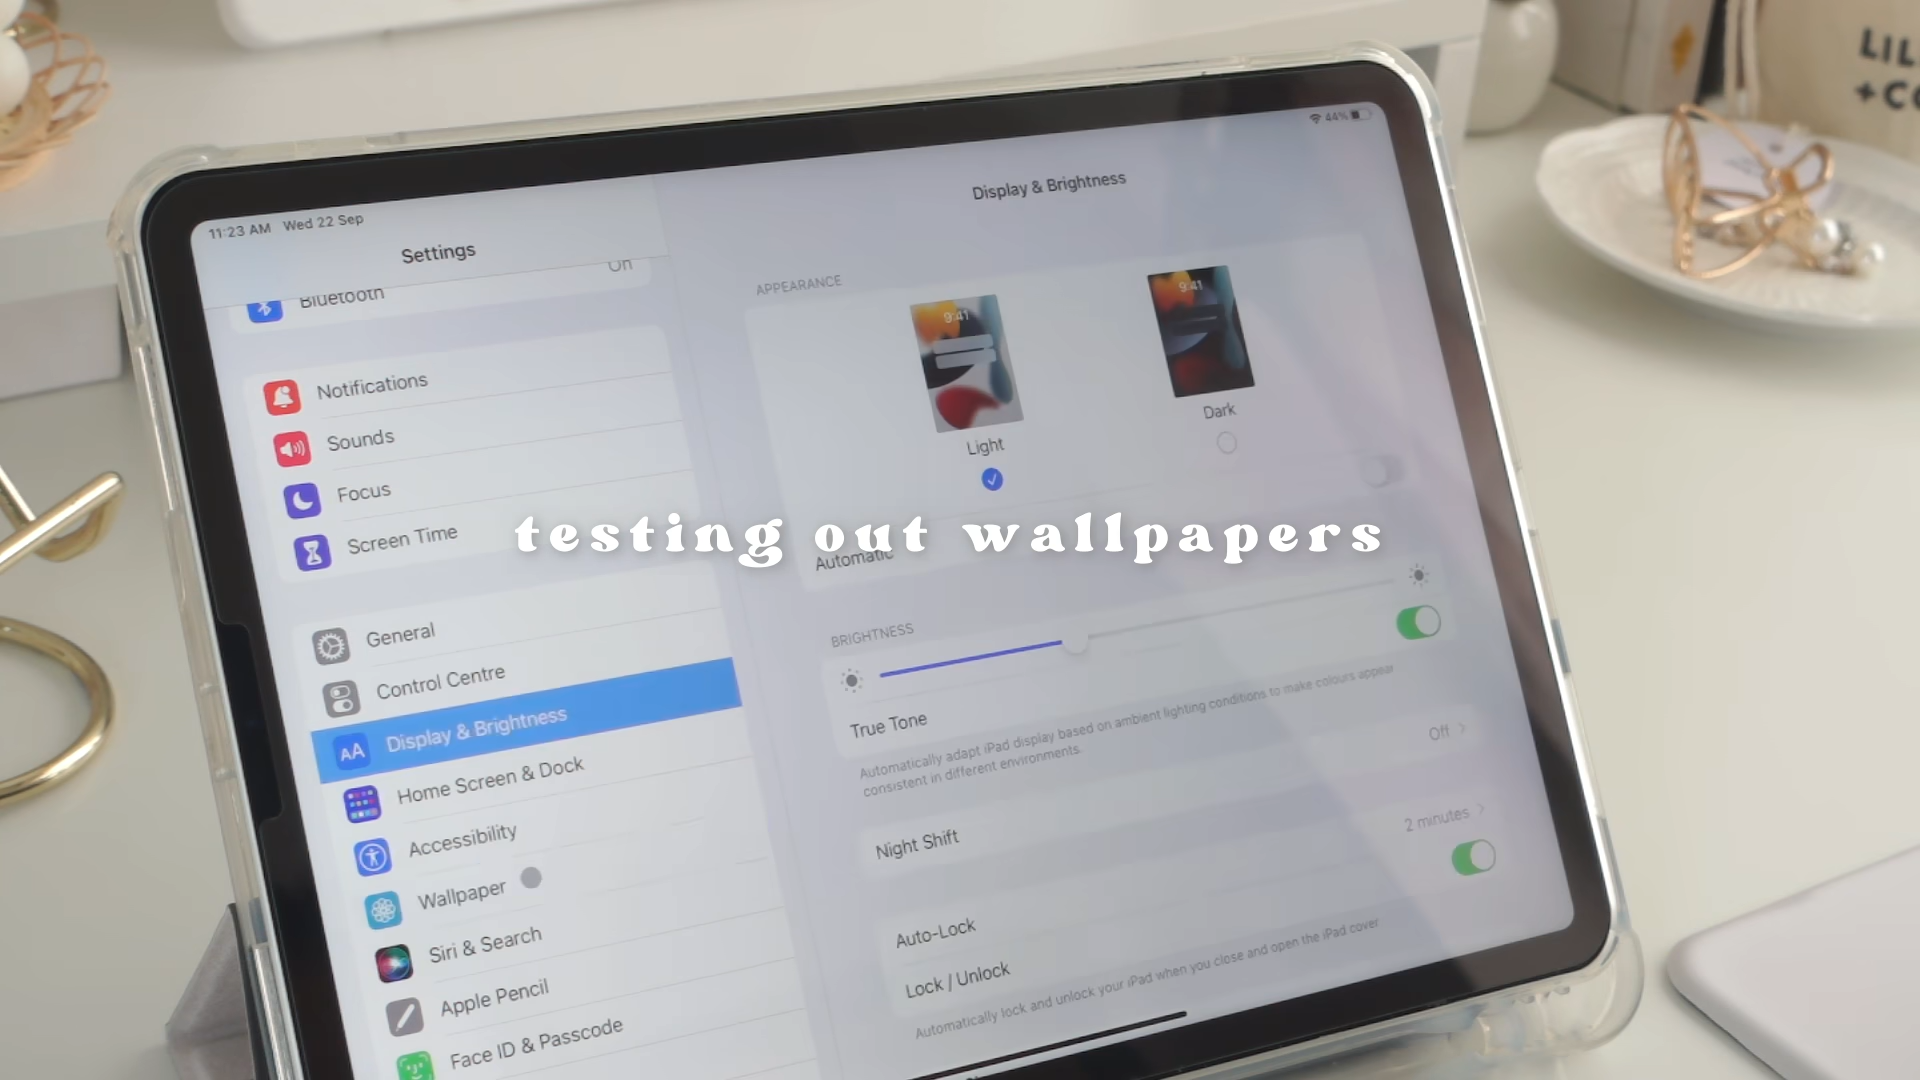 LIL
+CO
44%
11:23 AM Wed 22 Sep
Settings
Display & Brightness
Bluetooth
On
Notifications
Sounds
Focus
Screen Time
General
Control Centre
Display & Brightness
Home Screen & Dock
Accessibility
Wallpaper
Siri & Search
Apple Pencil
Face ID & Passcode
APPEARANCE
9:41
9:41
Light
Dark
testing out wallpapers
Automatic
BRIGHTNESS
True Tone
Automatically adapt iPad display based on ambient lighting conditions to make colours appear
consistent in different environments.
Night Shift
Off
Auto-Lock
2 minutes
Lock / Unlock
Automatically lock and unlock your iPad when you close and open the iPad cover